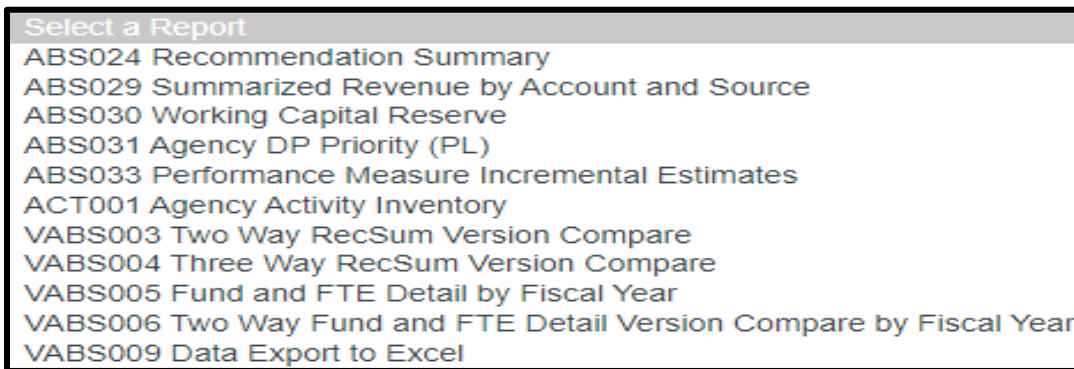 Select a Report
ABS024 Recommendation Summary
ABS029 Summarized Revenue by Account and Source
ABS030 Working Capital Reserve
ABS031 Agency DP Priority (PL)
ABS033 Performance Measure Incremental Estimates
ACT001 Agency Activity Inventory
VABS003 Two Way RecSum Version Compare
VABS004 Three Way RecSum Version Compare
VABS005 Fund and FTE Detail by Fiscal Year
VABS006 Two Way Fund and FTE Detail Version Compare by Fiscal Year
VABS009 Data Export to Excel